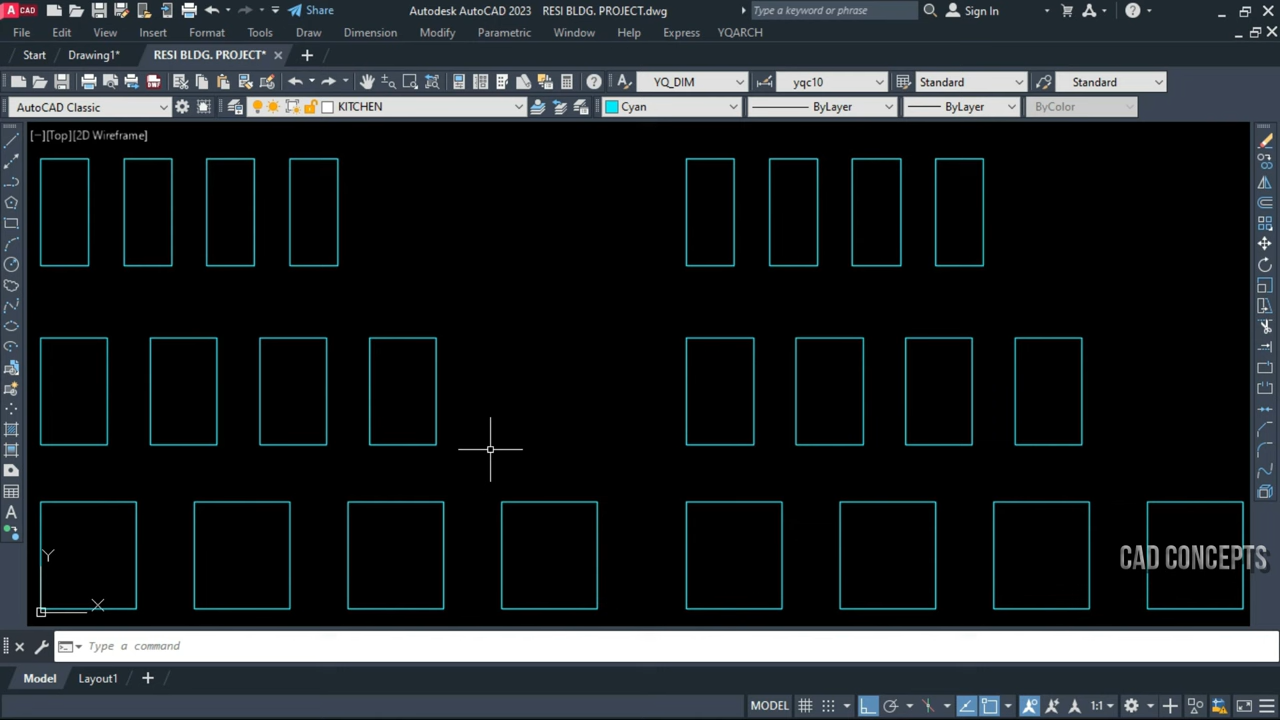 A CAD
Share
Autodesk AutoCAD 2023 RESI BLDG. PROJECT.dwg
Type a keyword or phrase
Sign In
File Edit View Insert Format Tools Draw Dimension Modify Parametric Window Help Express YQARCH
Start Drawing1* RESI BLDG. PROJECT*
YQ_DIM yqc10 Standard Standard
AutoCAD Classic KITCHEN Cyan ByLayer ByLayer ByColor
[−][Top][2D Wireframe]
CAD CONCEPTS
Y
X
Type a command
Model Layout1
MODEL 1:1